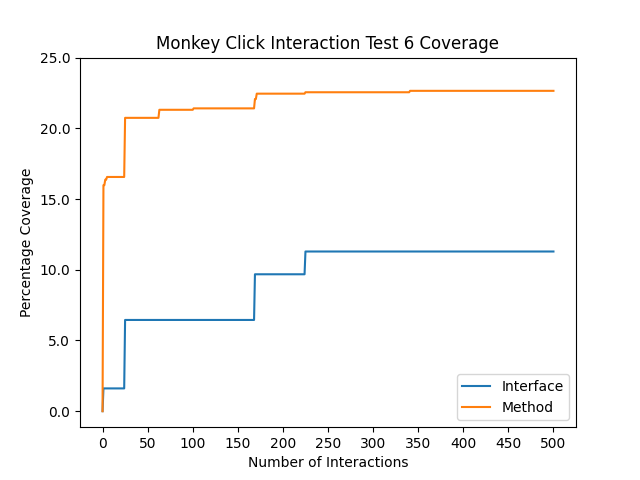 Monkey Click Interaction Test 6 Coverage
Percentage Coverage
25.0
20.0
15.0
10.0
5.0
0.0
0 50 100 150 200 250 300 350 400 450 500
Number of Interactions
Interface
Method